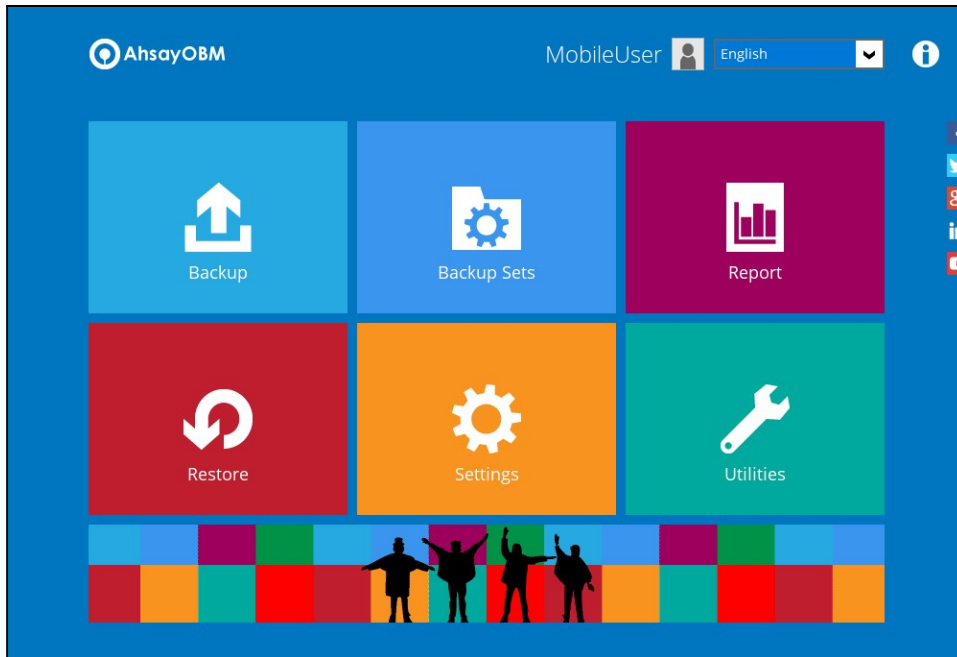 AhsayOBM
MobileUser
English
Backup
Backup Sets
Report
Restore
Settings
Utilities